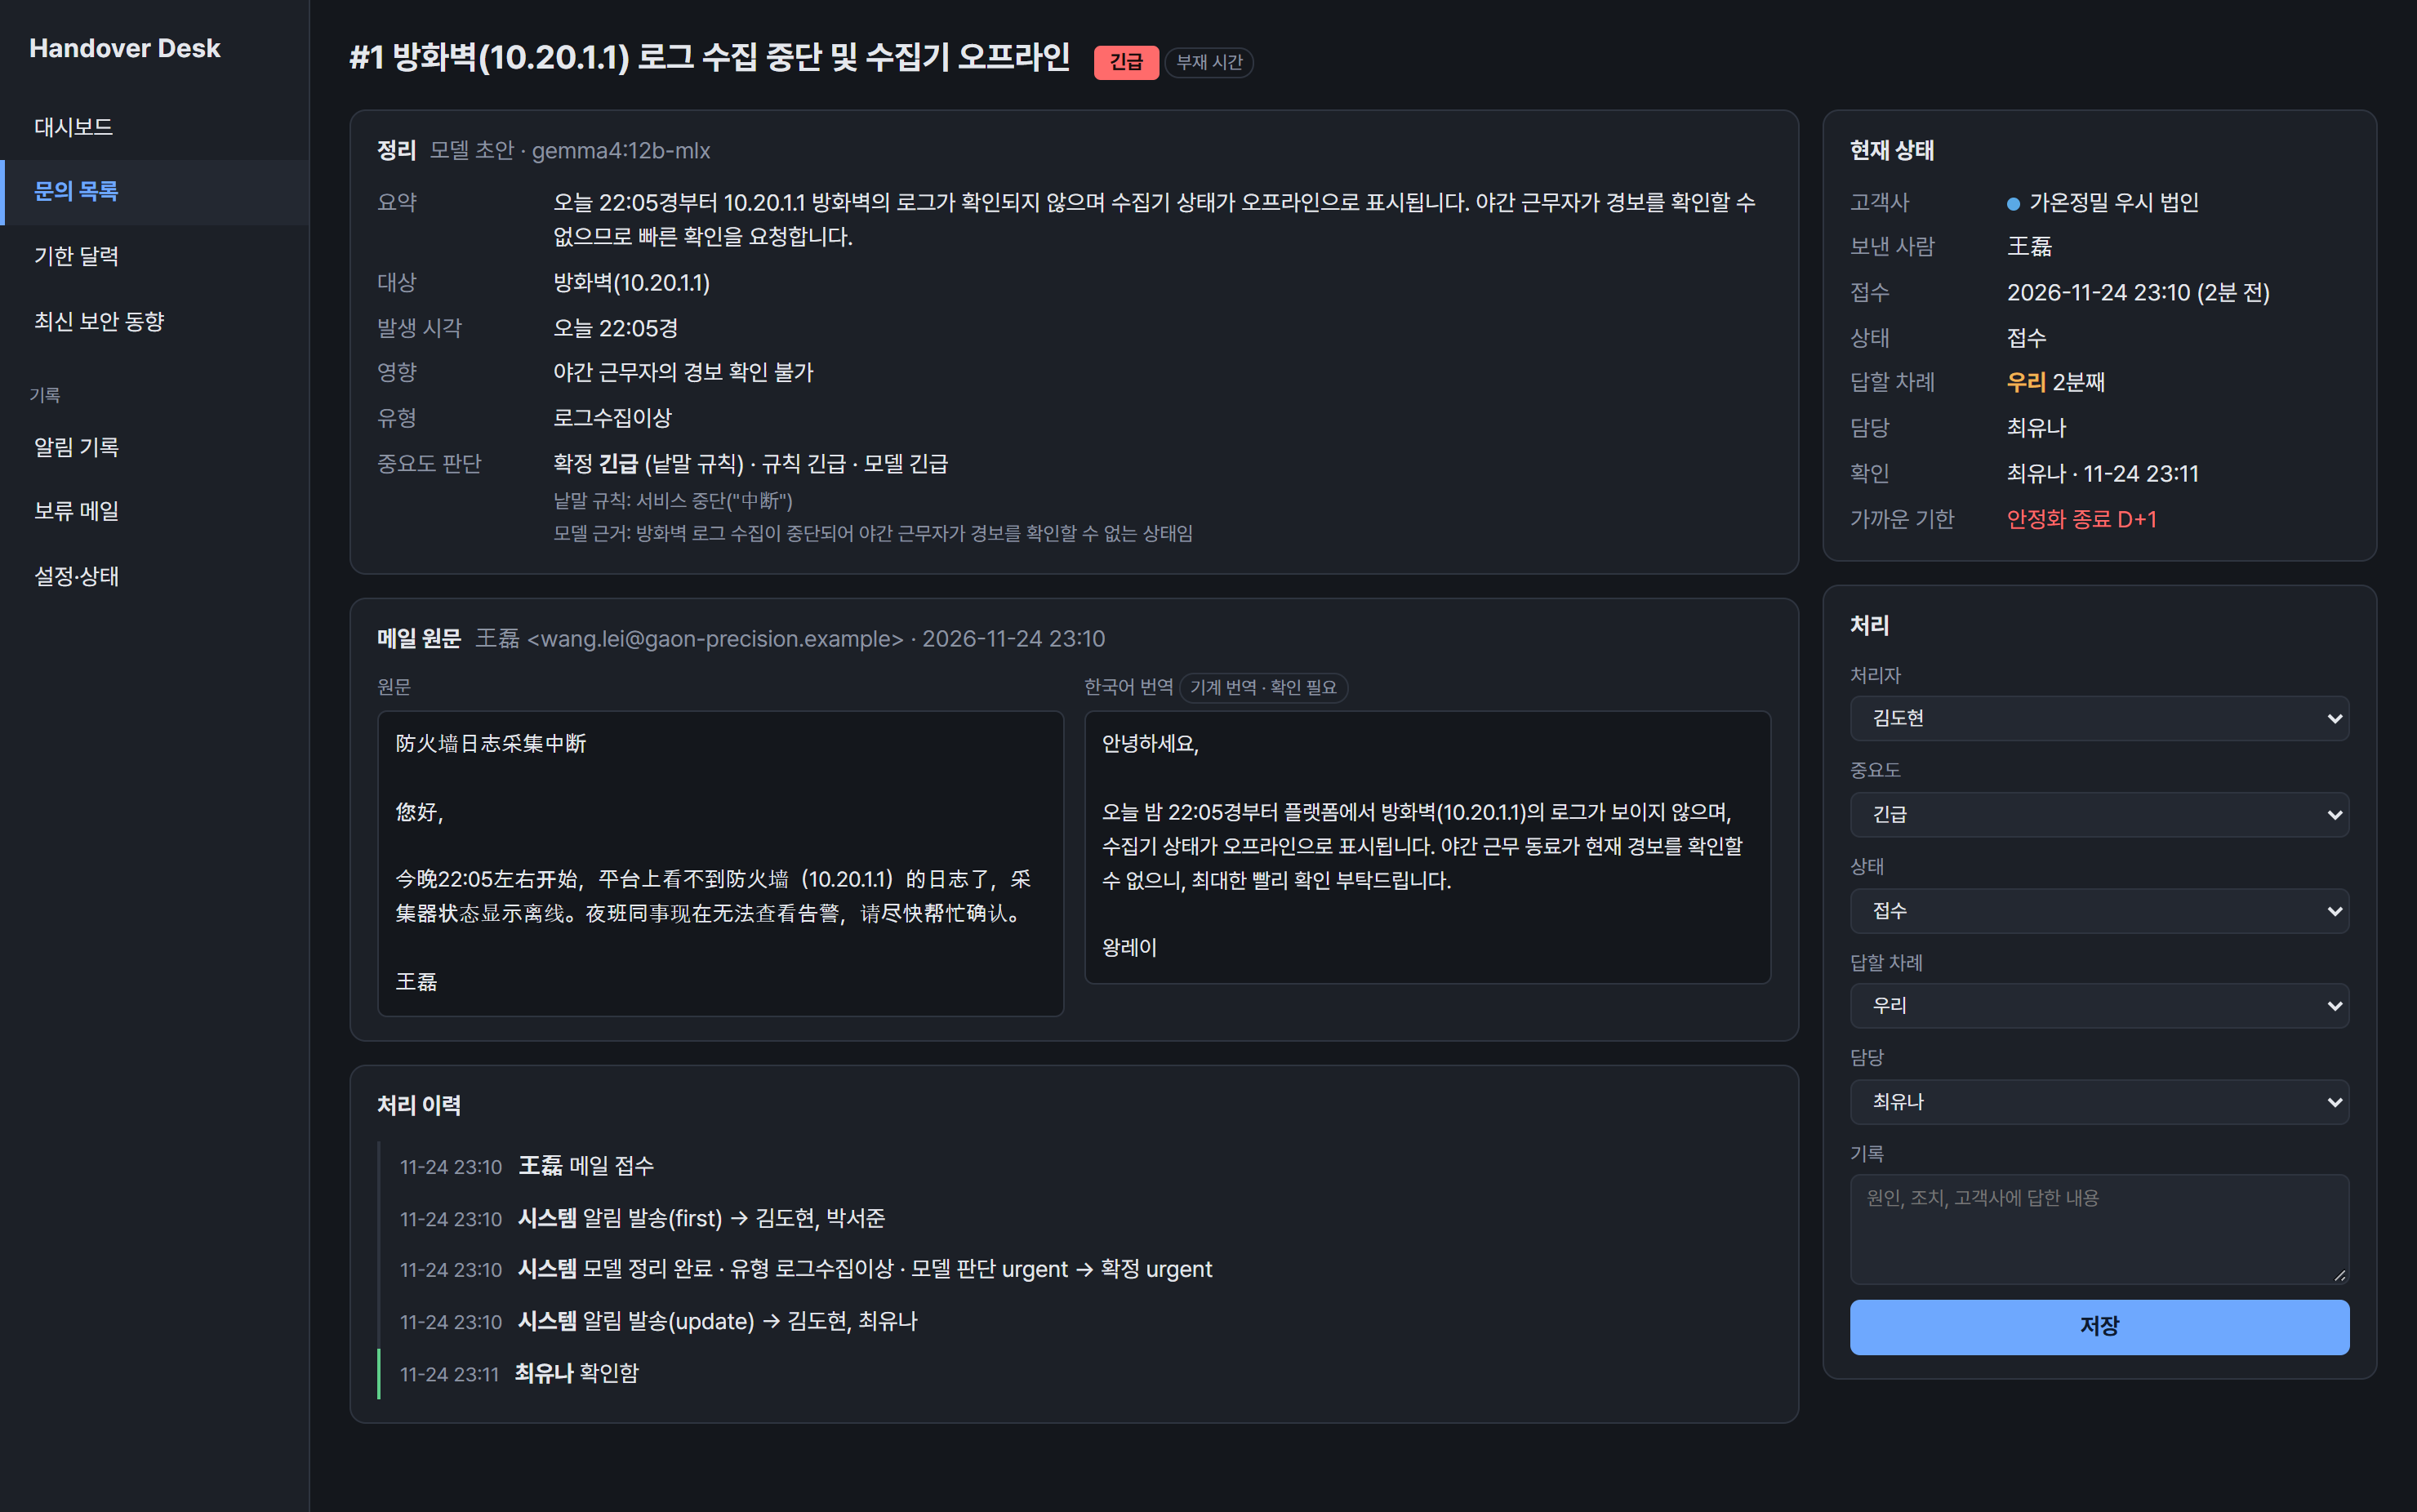 Handover Desk
대시보드
문의 목록
기한 달력
최신 보안 동향
기록
알림 기록
보류 메일
설정·상태
#1 방화벽(10.20.1.1) 로그 수집 중단 및 수집기 오프라인 긴급 부재 시간
정리 모델 초안 · gemma4:12b-mlx
요약 오늘 22:05경부터 10.20.1.1 방화벽의 로그가 확인되지 않으며 수집기 상태가 오프라인으로 표시됩니다. 야간 근무자가 경보를 확인할 수
없으므로 빠른 확인을 요청합니다.
대상 방화벽(10.20.1.1)
발생 시각 오늘 22:05경
영향 야간 근무자의 경보 확인 불가
유형 로그수집이상
중요도 판단 확정 긴급 (낱말 규칙) · 규칙 긴급 · 모델 긴급
낱말 규칙: 서비스 중단("中断")
모델 근거: 방화벽 로그 수집이 중단되어 야간 근무자가 경보를 확인할 수 없는 상태임
메일 원문 王磊 <wang.lei@gaon-precision.example> · 2026-11-24 23:10
원문
防火墙日志采集中断
您好，
今晚22:05左右开始，平台上看不到防火墙（10.20.1.1）的日志了，采
集器状态显示离线。夜班同事现在无法查看告警，请尽快帮忙确认。
王磊
한국어 번역 기계 번역 · 확인 필요
안녕하세요,
오늘 밤 22:05경부터 플랫폼에서 방화벽(10.20.1.1)의 로그가 보이지 않으며,
수집기 상태가 오프라인으로 표시됩니다. 야간 근무 동료가 현재 경보를 확인할
수 없으니, 최대한 빨리 확인 부탁드립니다.
왕레이
처리 이력
11-24 23:10 王磊 메일 접수
11-24 23:10 시스템 알림 발송(first) → 김도현, 박서준
11-24 23:10 시스템 모델 정리 완료 · 유형 로그수집이상 · 모델 판단 urgent → 확정 urgent
11-24 23:10 시스템 알림 발송(update) → 김도현, 최유나
11-24 23:11 최유나 확인함
현재 상태
고객사 가온정밀 우시 법인
보낸 사람 王磊
접수 2026-11-24 23:10 (2분 전)
상태 접수
답할 차례 우리 2분째
담당 최유나
확인 최유나 · 11-24 23:11
가까운 기한 안정화 종료 D+1
처리
처리자
김도현
중요도
긴급
상태
접수
답할 차례
우리
담당
최유나
기록
원인, 조치, 고객사에 답한 내용
저장